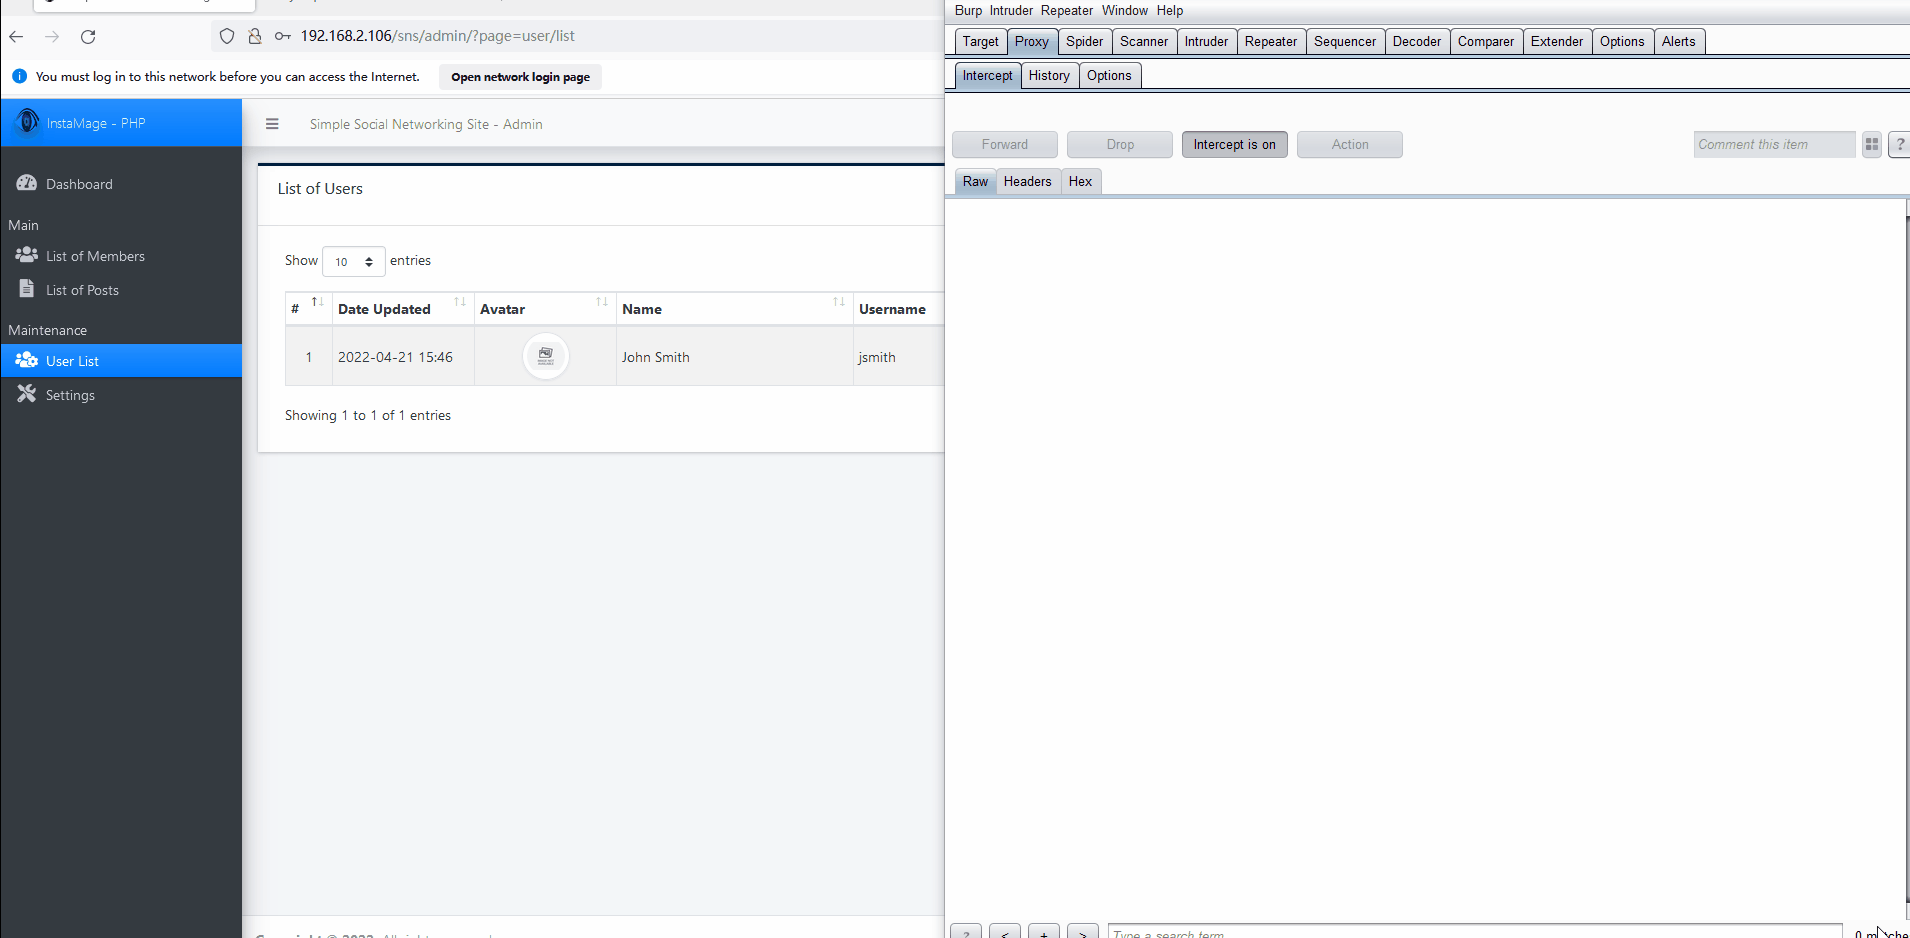 192.168.2.106/sns/admin/?page=user/list
You must log in to this network before you can access the Internet.
Open network login page
InstaMage - PHP
Simple Social Networking Site - Admin
Dashboard
Main
List of Members
List of Posts
Maintenance
User List
Settings
List of Users
Show 10 entries
# Date Updated Avatar Name Username
1 2022-04-21 15:46 John Smith jsmith
Showing 1 to 1 of 1 entries
Burp Intruder Repeater Window Help
Target Proxy Spider Scanner Intruder Repeater Sequencer Decoder Comparer Extender Options Alerts
Intercept History Options
Forward Drop Intercept is on Action Comment this item ?
Raw Headers Hex
? < + > Type a search term